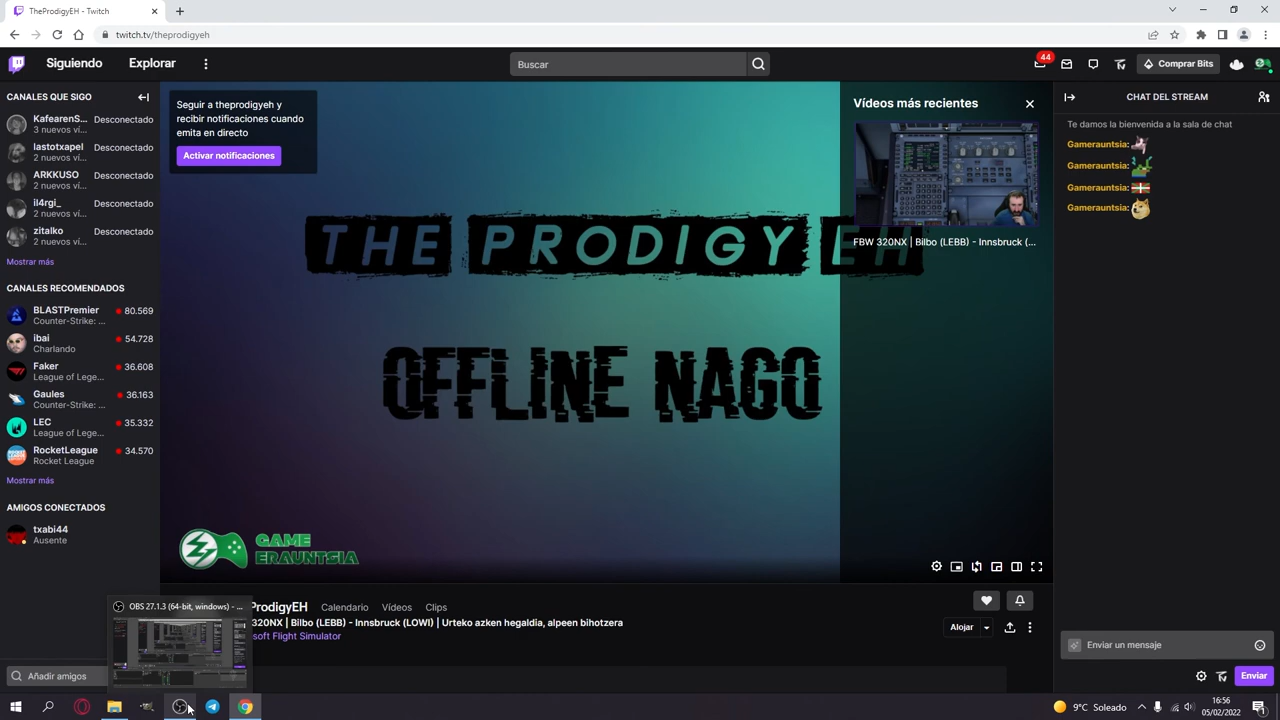 TheProdigyEH - Twitch
twitch.tv/theprodigyeh
Siguiendo
Explorar
Buscar
44
Comprar Bits
CANALES QUE SIGO
KafearenS...
Desconectado
3 nuevos ví...
lastotxapel
Desconectado
2 nuevos ví...
ARKKUSO
Desconectado
2 nuevos ví...
il4rgi_
Desconectado
2 nuevos ví...
zitalko
Desconectado
2 nuevos ví...
Mostrar más
CANALES RECOMENDADOS
BLASTPremier
80.569
Counter-Strike: ...
ibai
54.728
Charlando
Faker
36.608
League of Lege...
Gaules
36.163
Counter-Strike: ...
LEC
35.332
League of Lege...
RocketLeague
34.570
Rocket League
Mostrar más
AMIGOS CONECTADOS
txabi44
Ausente
Añadir amigos
Seguir a theprodigyeh y
recibir notificaciones cuando
emita en directo
Activar notificaciones
THE PRODIGY EH
OFFLINE NAGO
GAME
ERAUNTSIA
Vídeos más recientes
FBW 320NX | Bilbo (LEBB) - Innsbruck (...
OBS 27.1.3 (64-bit, windows) - ...
ProdigyEH
Calendario
Vídeos
Clips
320NX | Bilbo (LEBB) - Innsbruck (LOWI) | Urteko azken hegaldia, alpeen bihotzera
soft Flight Simulator
Alojar
CHAT DEL STREAM
Te damos la bienvenida a la sala de chat
Gamerauntsia:
Gamerauntsia:
Gamerauntsia:
Gamerauntsia:
Enviar un mensaje
Enviar
9°C Soleado
16:56
05/02/2022
1